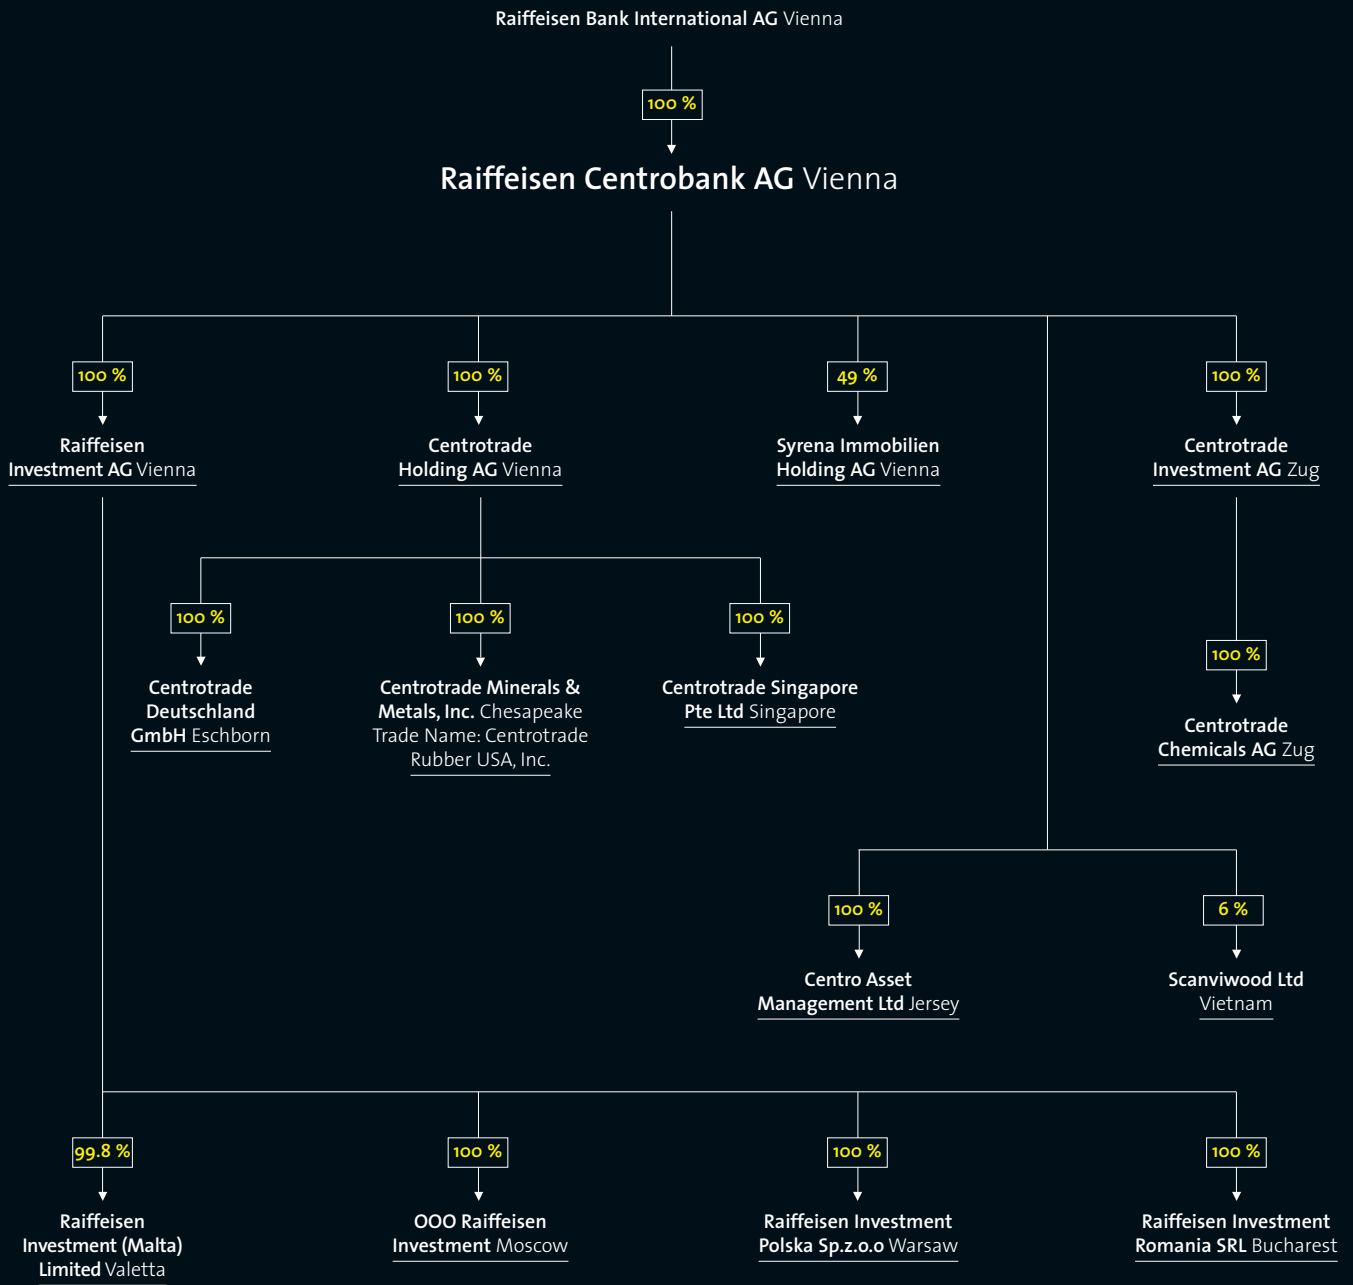 Raiffeisen Bank International AG Vienna
100 %
Raiffeisen Centrobank AG Vienna
100 %
100 %
49 %
100 %
Raiffeisen
Investment AG Vienna
Centrotrade
Holding AG Vienna
Syrena Immobilien
Holding AG Vienna
Centrotrade
Investment AG Zug
100 %
100 %
100 %
100 %
Centrotrade
Deutschland
GmbH Eschborn
Centrotrade Minerals &
Metals, Inc. Chesapeake
Trade Name: Centrotrade
Rubber USA, Inc.
Centrotrade Singapore
Pte Ltd Singapore
Centrotrade
Chemicals AG Zug
100 %
6 %
Centro Asset
Management Ltd Jersey
Scanviwood Ltd
Vietnam
99.8 %
100 %
100 %
100 %
Raiffeisen
Investment (Malta)
Limited Valetta
OOO Raiffeisen
Investment Moscow
Raiffeisen Investment
Polska Sp.z.o.o Warsaw
Raiffeisen Investment
Romania SRL Bucharest